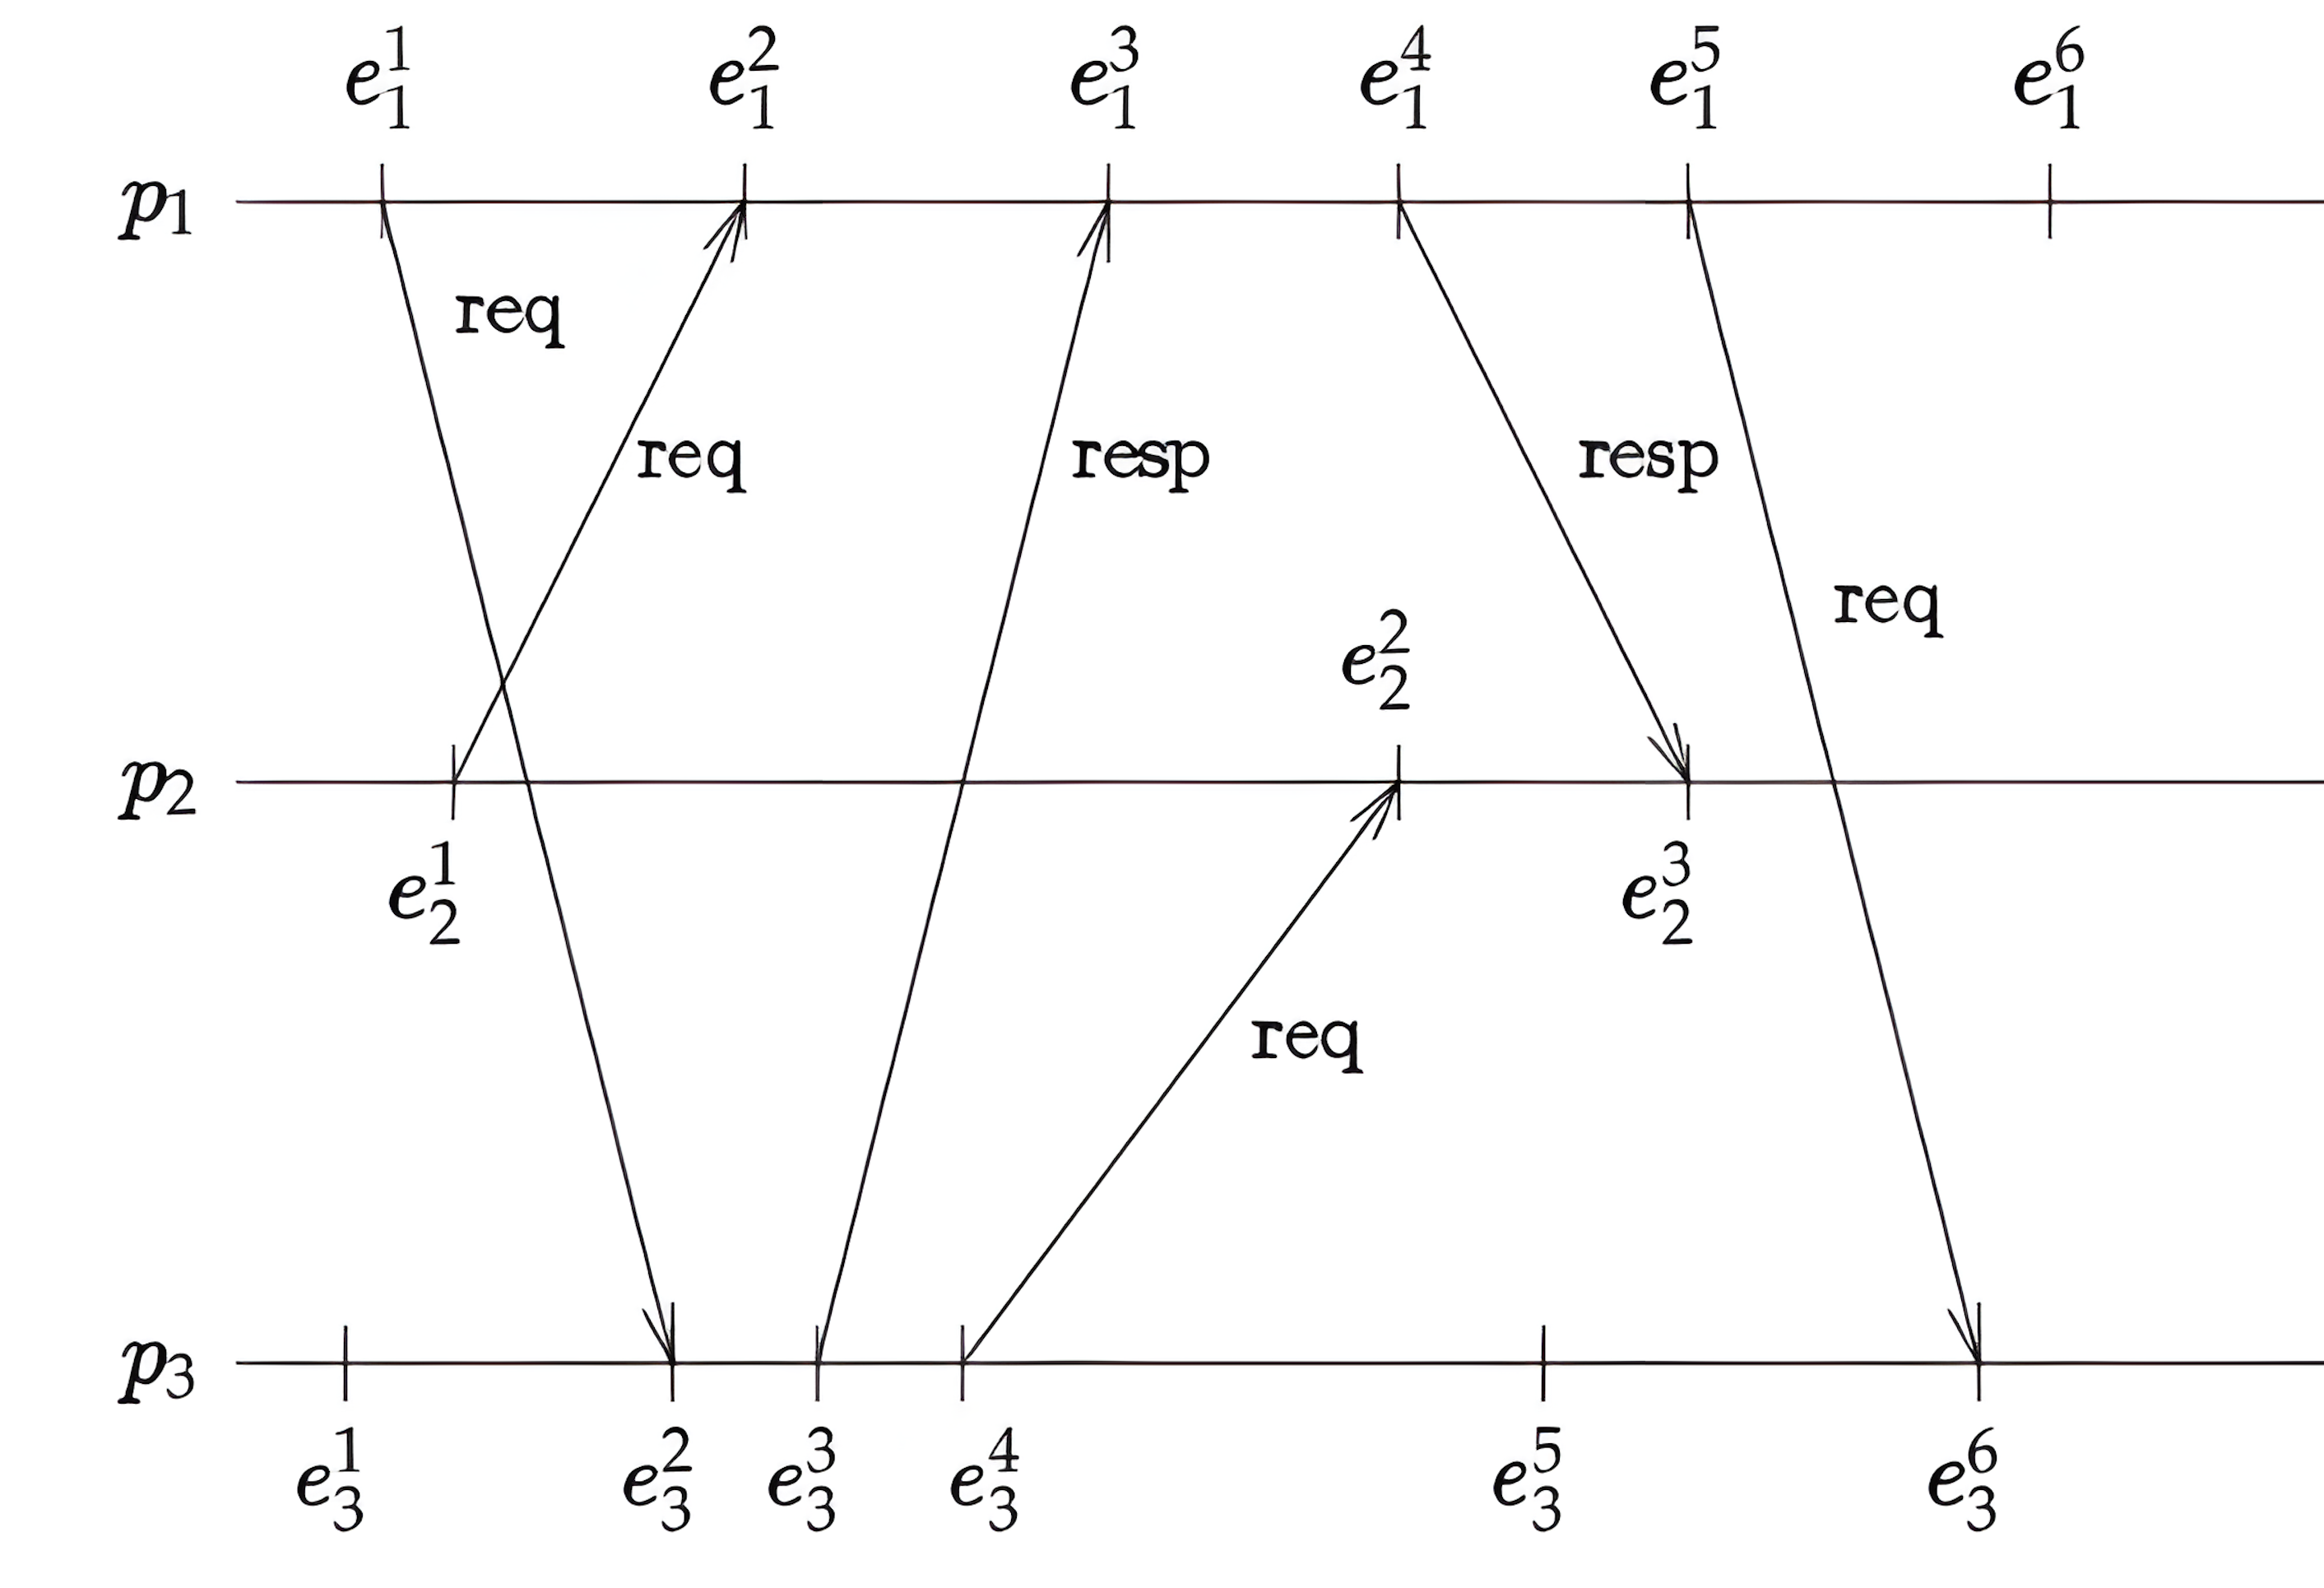 e_1^1 e_1^2 e_1^3 e_1^4 e_1^5 e_1^6
p_1
req
req resp resp
req
e_2^2
p_2
e_2^1 e_2^3
req
p_3
e_3^1 e_3^2 e_3^3 e_3^4 e_3^5 e_3^6